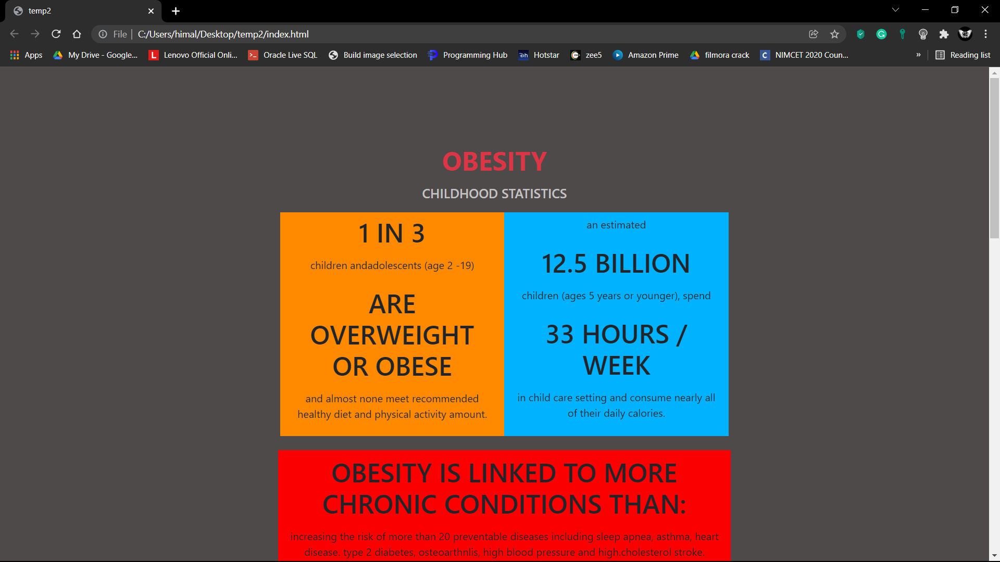 temp2
File
C:/Users/himal/Desktop/temp2/index.html
Apps
My Drive - Google...
L
Lenovo Official Onli...
Oracle Live SQL
Build image selection
Programming Hub
Dh
Hotstar
zee5
Amazon Prime
filmora crack
C
NIMCET 2020 Coun...
»
Reading list
OBESITY
CHILDHOOD STATISTICS
1 IN 3
children andadolescents (age 2 -19)
ARE
OVERWEIGHT
OR OBESE
and almost none meet recommended
healthy diet and physical activity amount.
an estimated
12.5 BILLION
children (ages 5 years or younger), spend
33 HOURS /
WEEK
in child care setting and consume nearly all
of their daily calories.
OBESITY IS LINKED TO MORE
CHRONIC CONDITIONS THAN:
increasing the risk of more than 20 preventable diseases including sleep apnea, asthma, heart
disease. type 2 diabetes, osteoarthnlis, high blood pressure and high.cholesterol stroke.